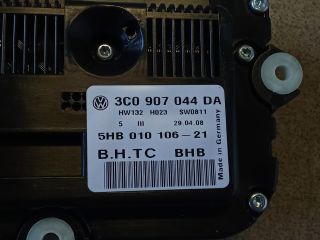 3C0 907 044 DA
HW132 H023 SW0811
5 III 29.04.08
5HB 010 106-21
B.H.TC BHB
Made in Germany